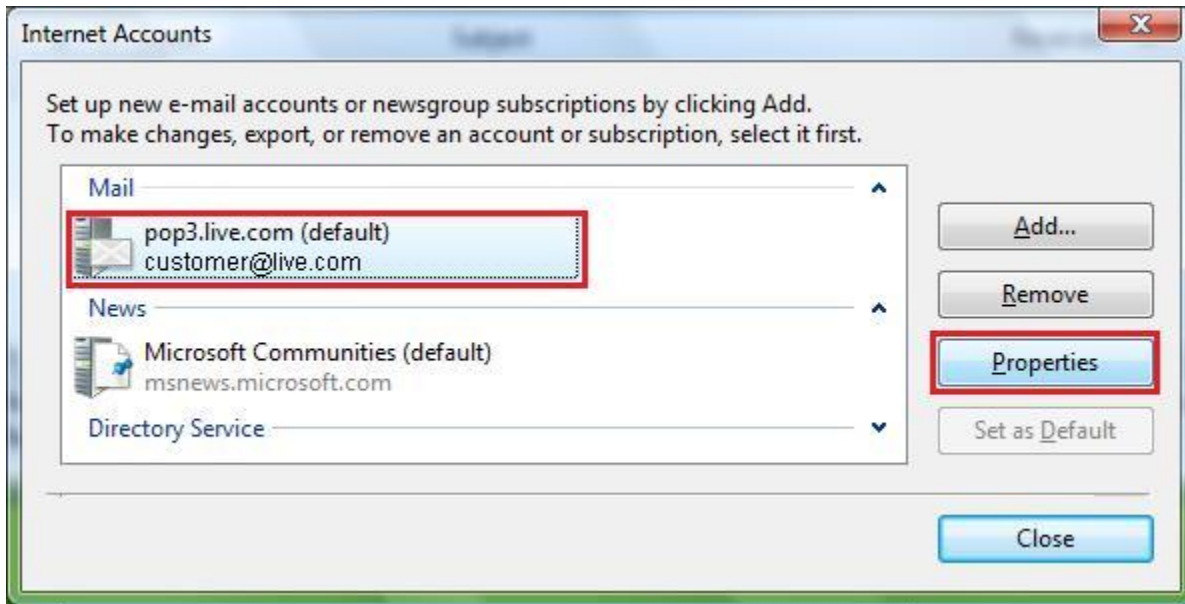 Internet Accounts
Set up new e-mail accounts or newsgroup subscriptions by clicking Add.
To make changes, export, or remove an account or subscription, select it first.
Mail
pop3.live.com (default)
customer@live.com
News
Microsoft Communities (default)
msnews.microsoft.com
Directory Service
Add...
Remove
Properties
Set as Default
Close